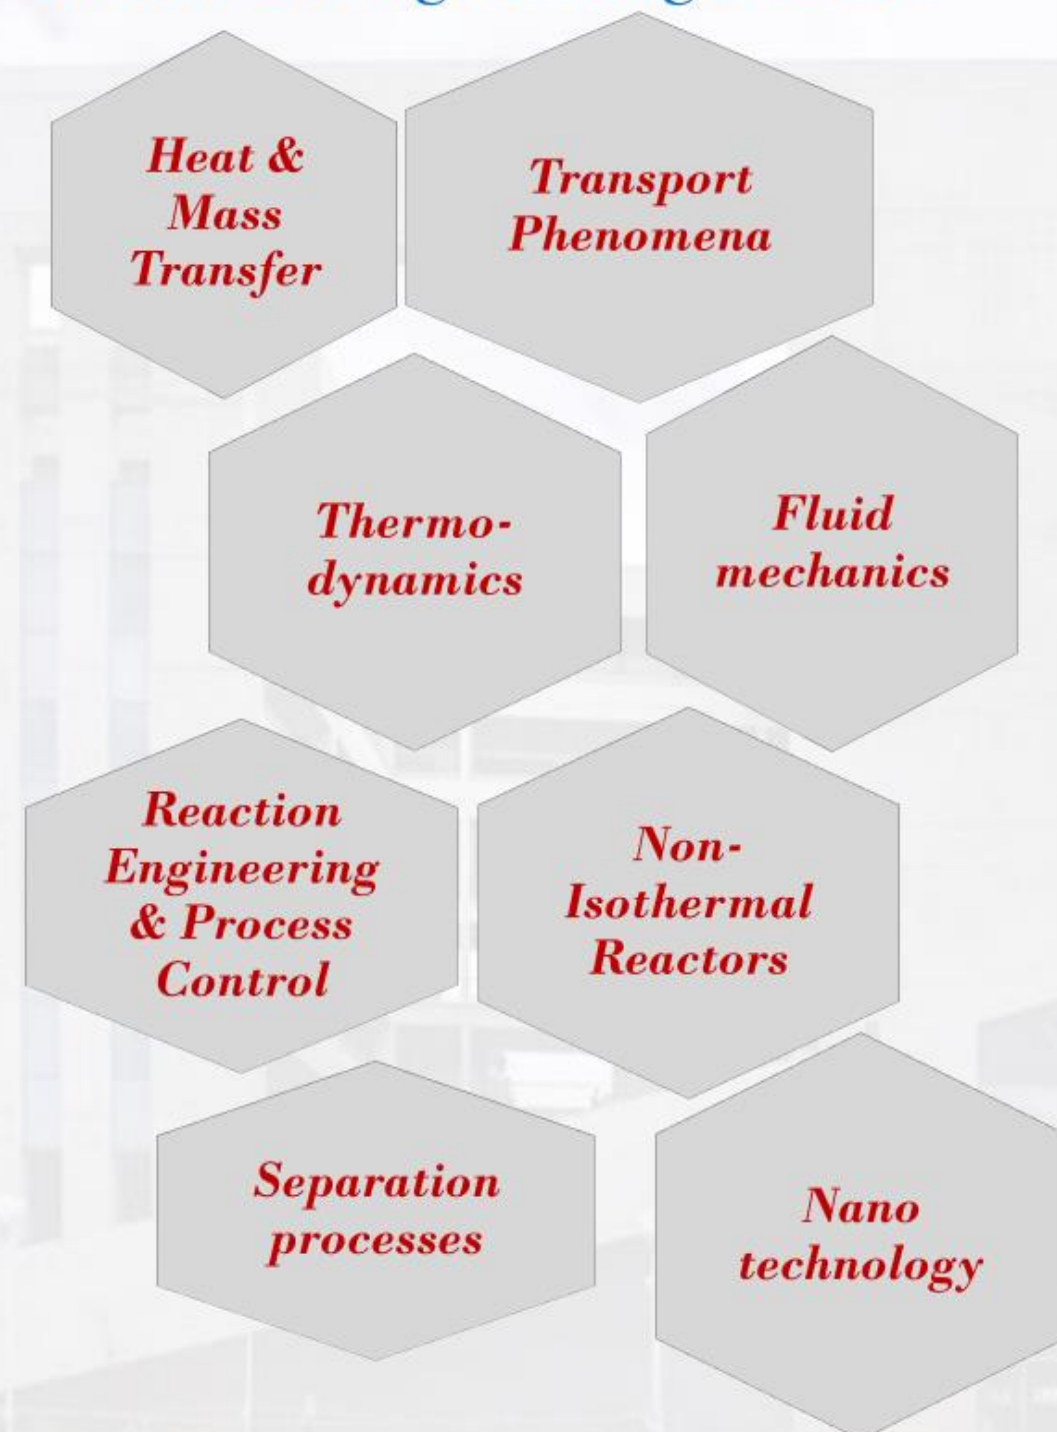 Heat &
Mass
Transfer
Transport
Phenomena
Thermo-
dynamics
Fluid
mechanics
Reaction
Engineering
& Process
Control
Non-
Isothermal
Reactors
Separation
processes
Nano
technology